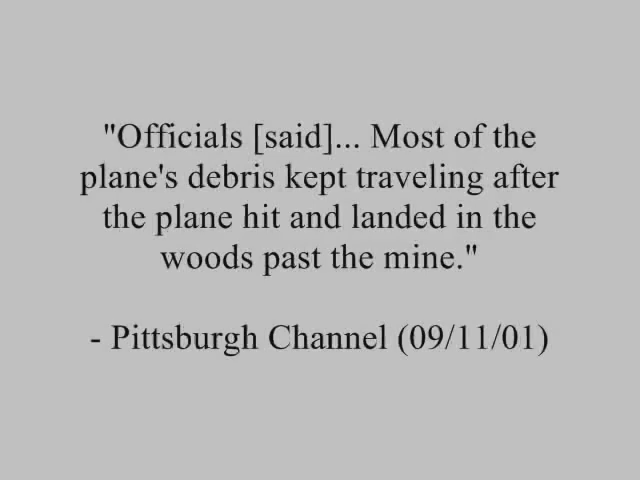 "Officials [said]... Most of the
plane's debris kept traveling after
the plane hit and landed in the
woods past the mine."
- Pittsburgh Channel (09/11/01)